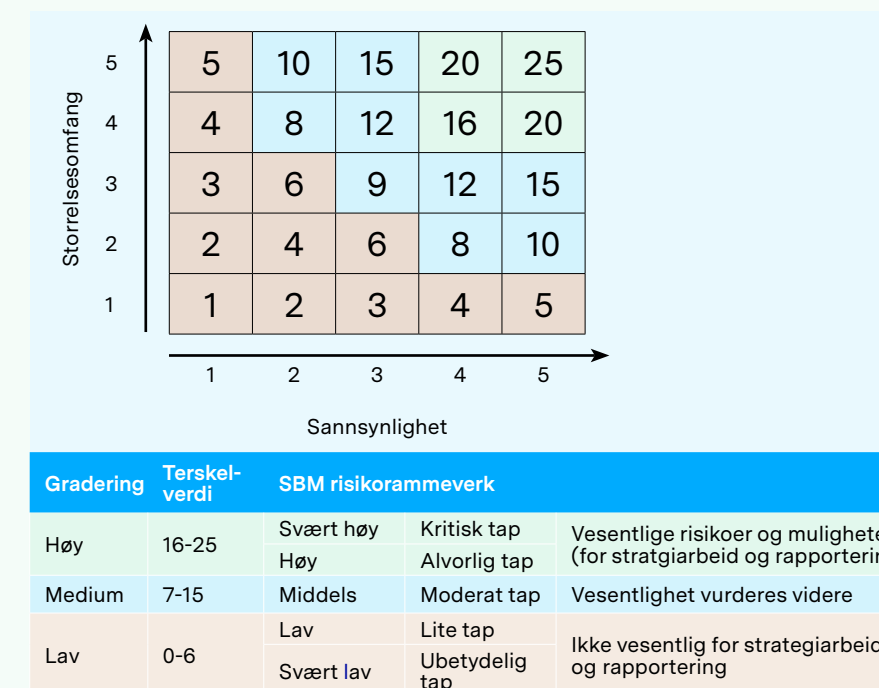 Storrelsesomfang
5 5 10 15 20 25
4 4 8 12 16 20
3 3 6 9 12 15
2 2 4 6 8 10
1 1 2 3 4 5
1 2 3 4 5
Sannsynlighet
Gradering Terskel-
verdi SBM risikorammeverk
Høy 16-25 Svært høy Kritisk tap Vesentlige risikoer og mulighete
Høy Alvorlig tap (for stratgiarbeid og rapporterin
Medium 7-15 Middels Moderat tap Vesentlighet vurderes videre
Lav 0-6 Lav Lite tap Ikke vesentlig for strategiarbeid
Svært lav Ubetydelig og rapportering
tap